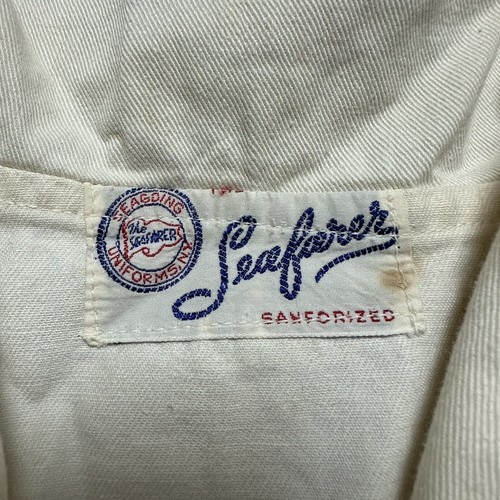 SEAGOING
The
SEAFARER
UNIFORMS, N.Y.
Seafarer
SANFORIZED